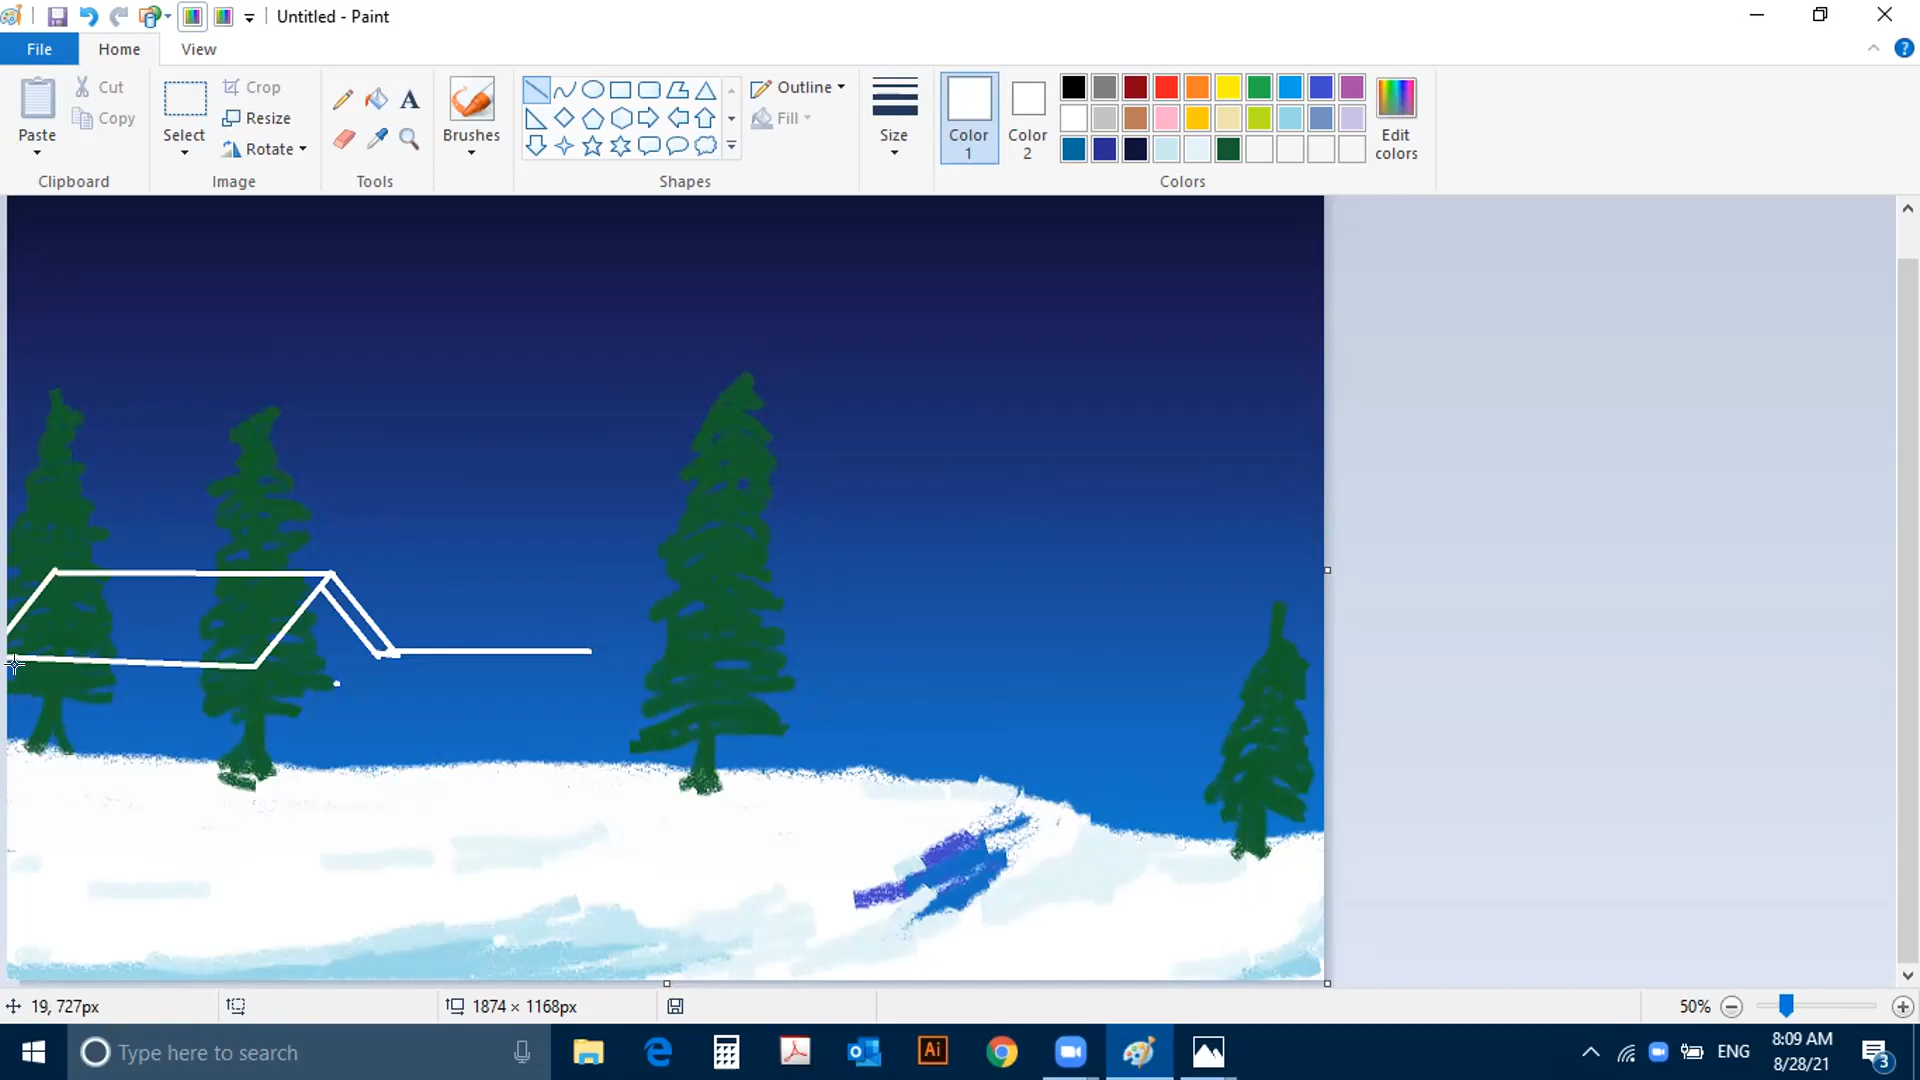 Untitled - Paint
File
Home
View
Paste
Cut
Copy
Clipboard
Select
Crop
Resize
Rotate
Image
A
Tools
Brushes
Outline
Fill
Shapes
Size
Color
1
Color
2
Edit
colors
Colors
19, 727px
1874 × 1168px
50%
Type here to search
Ai
ENG
8:09 AM
8/28/21
3